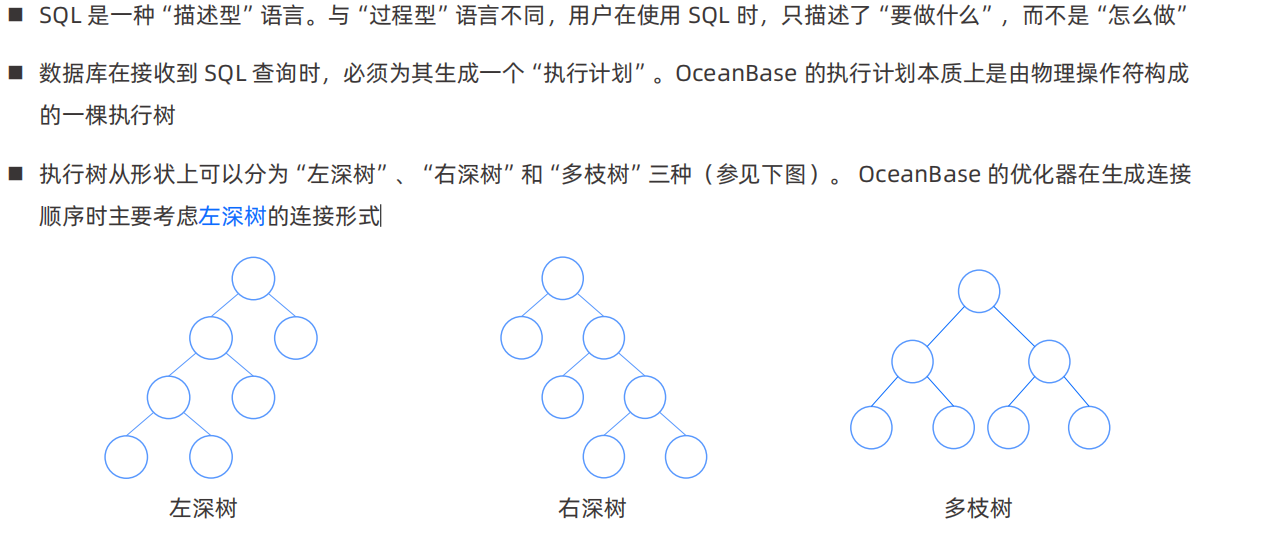 ■ SQL 是一种“描述型”语言。与“过程型”语言不同，用户在使用 SQL 时，只描述了“要做什么”，而不是“怎么做”
■ 数据库在接收到 SQL 查询时，必须为其生成一个“执行计划”。OceanBase 的执行计划本质上是由物理操作符构成
的一棵执行树
■ 执行树从形状上可以分为“左深树”、“右深树”和“多枝树”三种（参见下图）。 OceanBase 的优化器在生成连接
顺序时主要考虑左深树的连接形式
左深树
右深树
多枝树